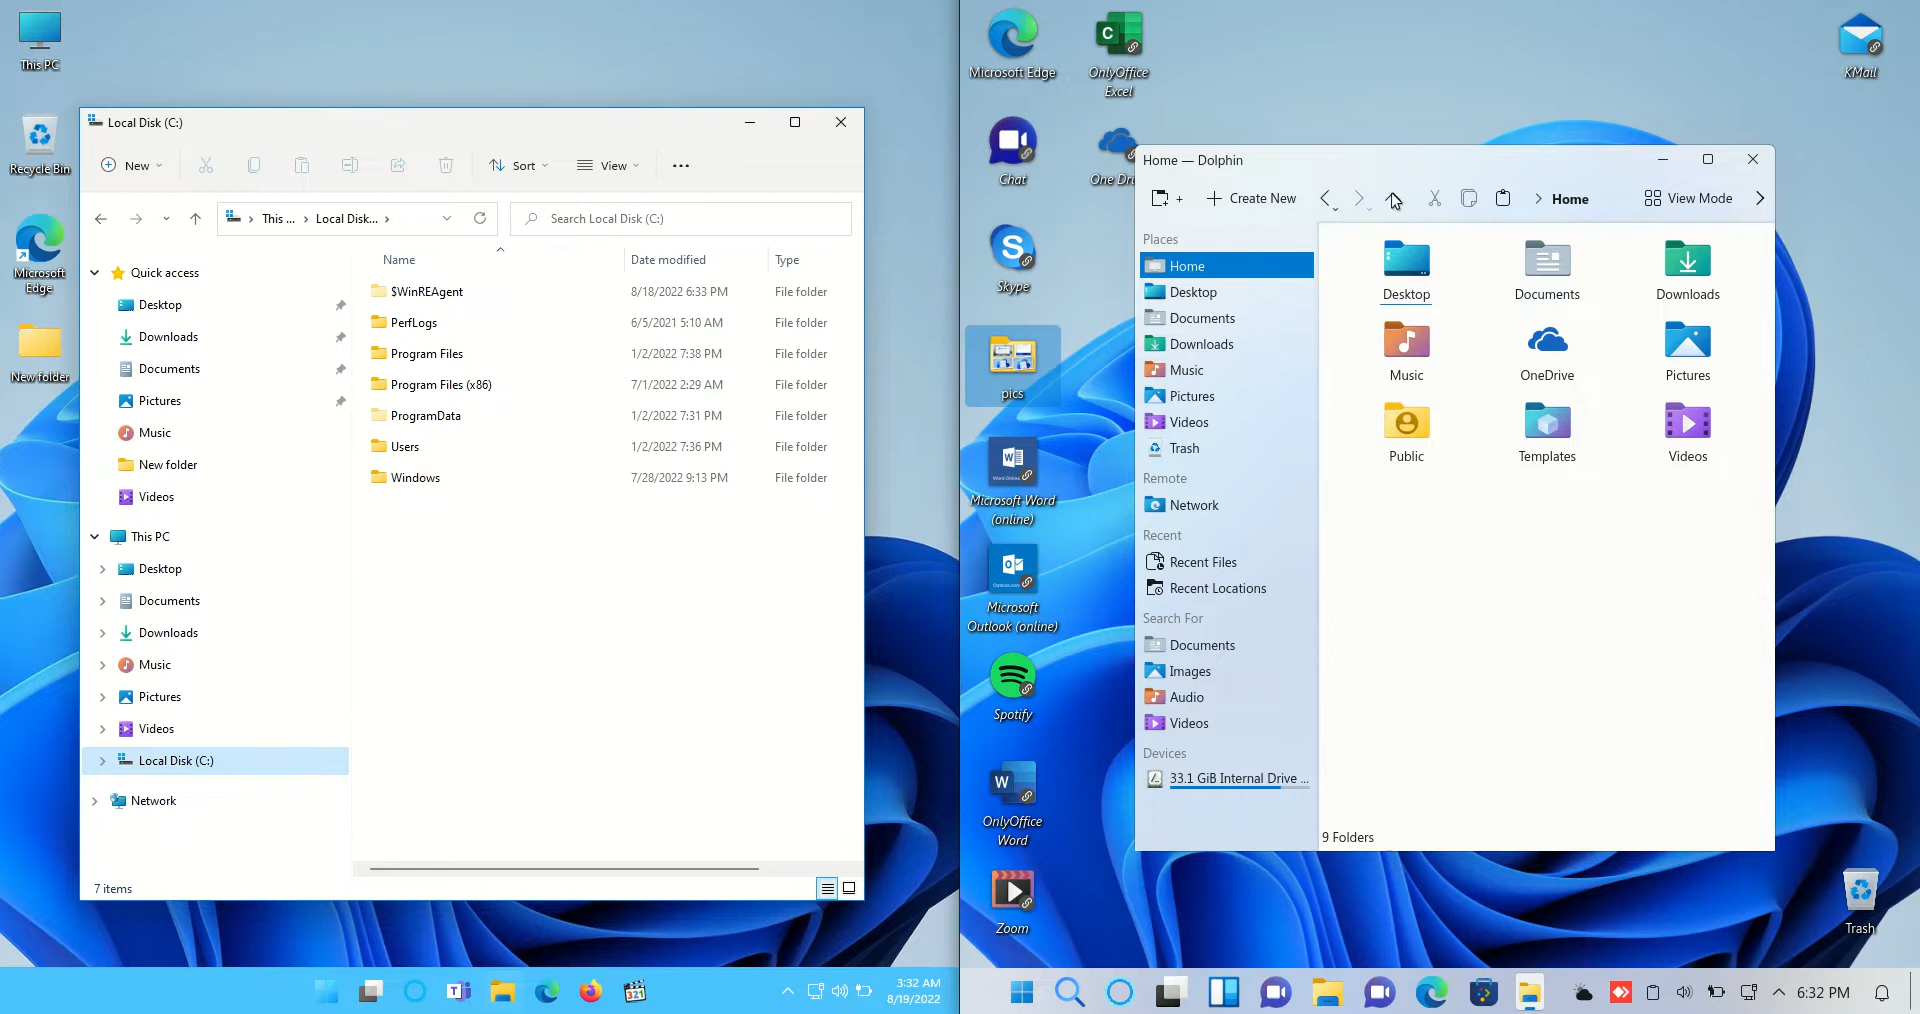 This PC
Recycle Bin
Microsoft
Edge
New folder
Local Disk (C:)
New
Sort
View
This ...
Local Disk...
Search Local Disk (C:)
Name
Date modified
Type
$WinREAgent
8/18/2022 6:33 PM
File folder
PerfLogs
6/5/2021 5:10 AM
File folder
Program Files
1/2/2022 7:38 PM
File folder
Program Files (x86)
7/1/2022 2:29 AM
File folder
ProgramData
1/2/2022 7:31 PM
File folder
Users
1/2/2022 7:36 PM
File folder
Windows
7/28/2022 9:13 PM
File folder
Quick access
Desktop
Downloads
Documents
Pictures
Music
New folder
Videos
This PC
Desktop
Documents
Downloads
Music
Pictures
Videos
Local Disk (C:)
Network
7 items
321
3:32 AM
8/19/2022
Microsoft Edge
C
OnlyOffice
Excel
KMail
Chat
One Dri
S
Skype
pics
W
Microsoft Word
(online)
Microsoft
Outlook (online)
Spotify
W
OnlyOffice
Word
Zoom
Trash
Home — Dolphin
Create New
Home
View Mode
Places
Home
Desktop
Documents
Downloads
Music
Pictures
Videos
Trash
Remote
Network
Recent
Recent Files
Recent Locations
Search For
Documents
Images
Audio
Videos
Devices
33.1 GiB Internal Drive ...
Desktop
Documents
Downloads
Music
OneDrive
Pictures
Public
Templates
Videos
9 Folders
6:32 PM